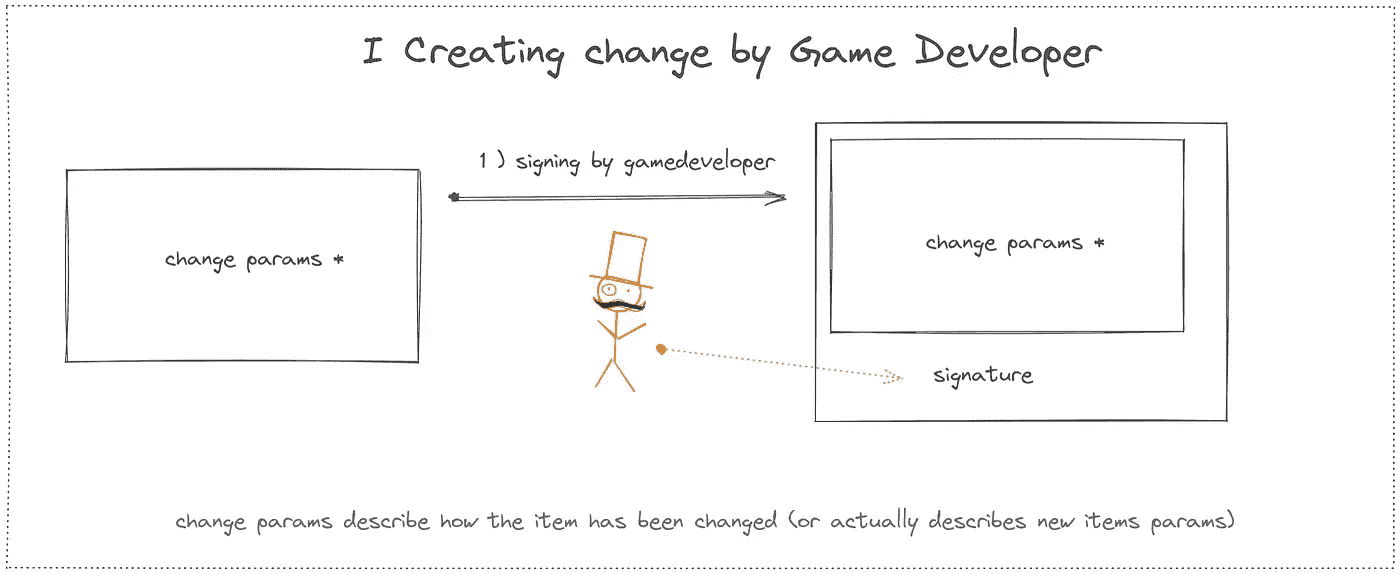 I Creating change by Game Developer
1 ) signing by gamedeveloper
change params *
change params *
signature
change params describe how the item has been changed (or actually describes new items params)